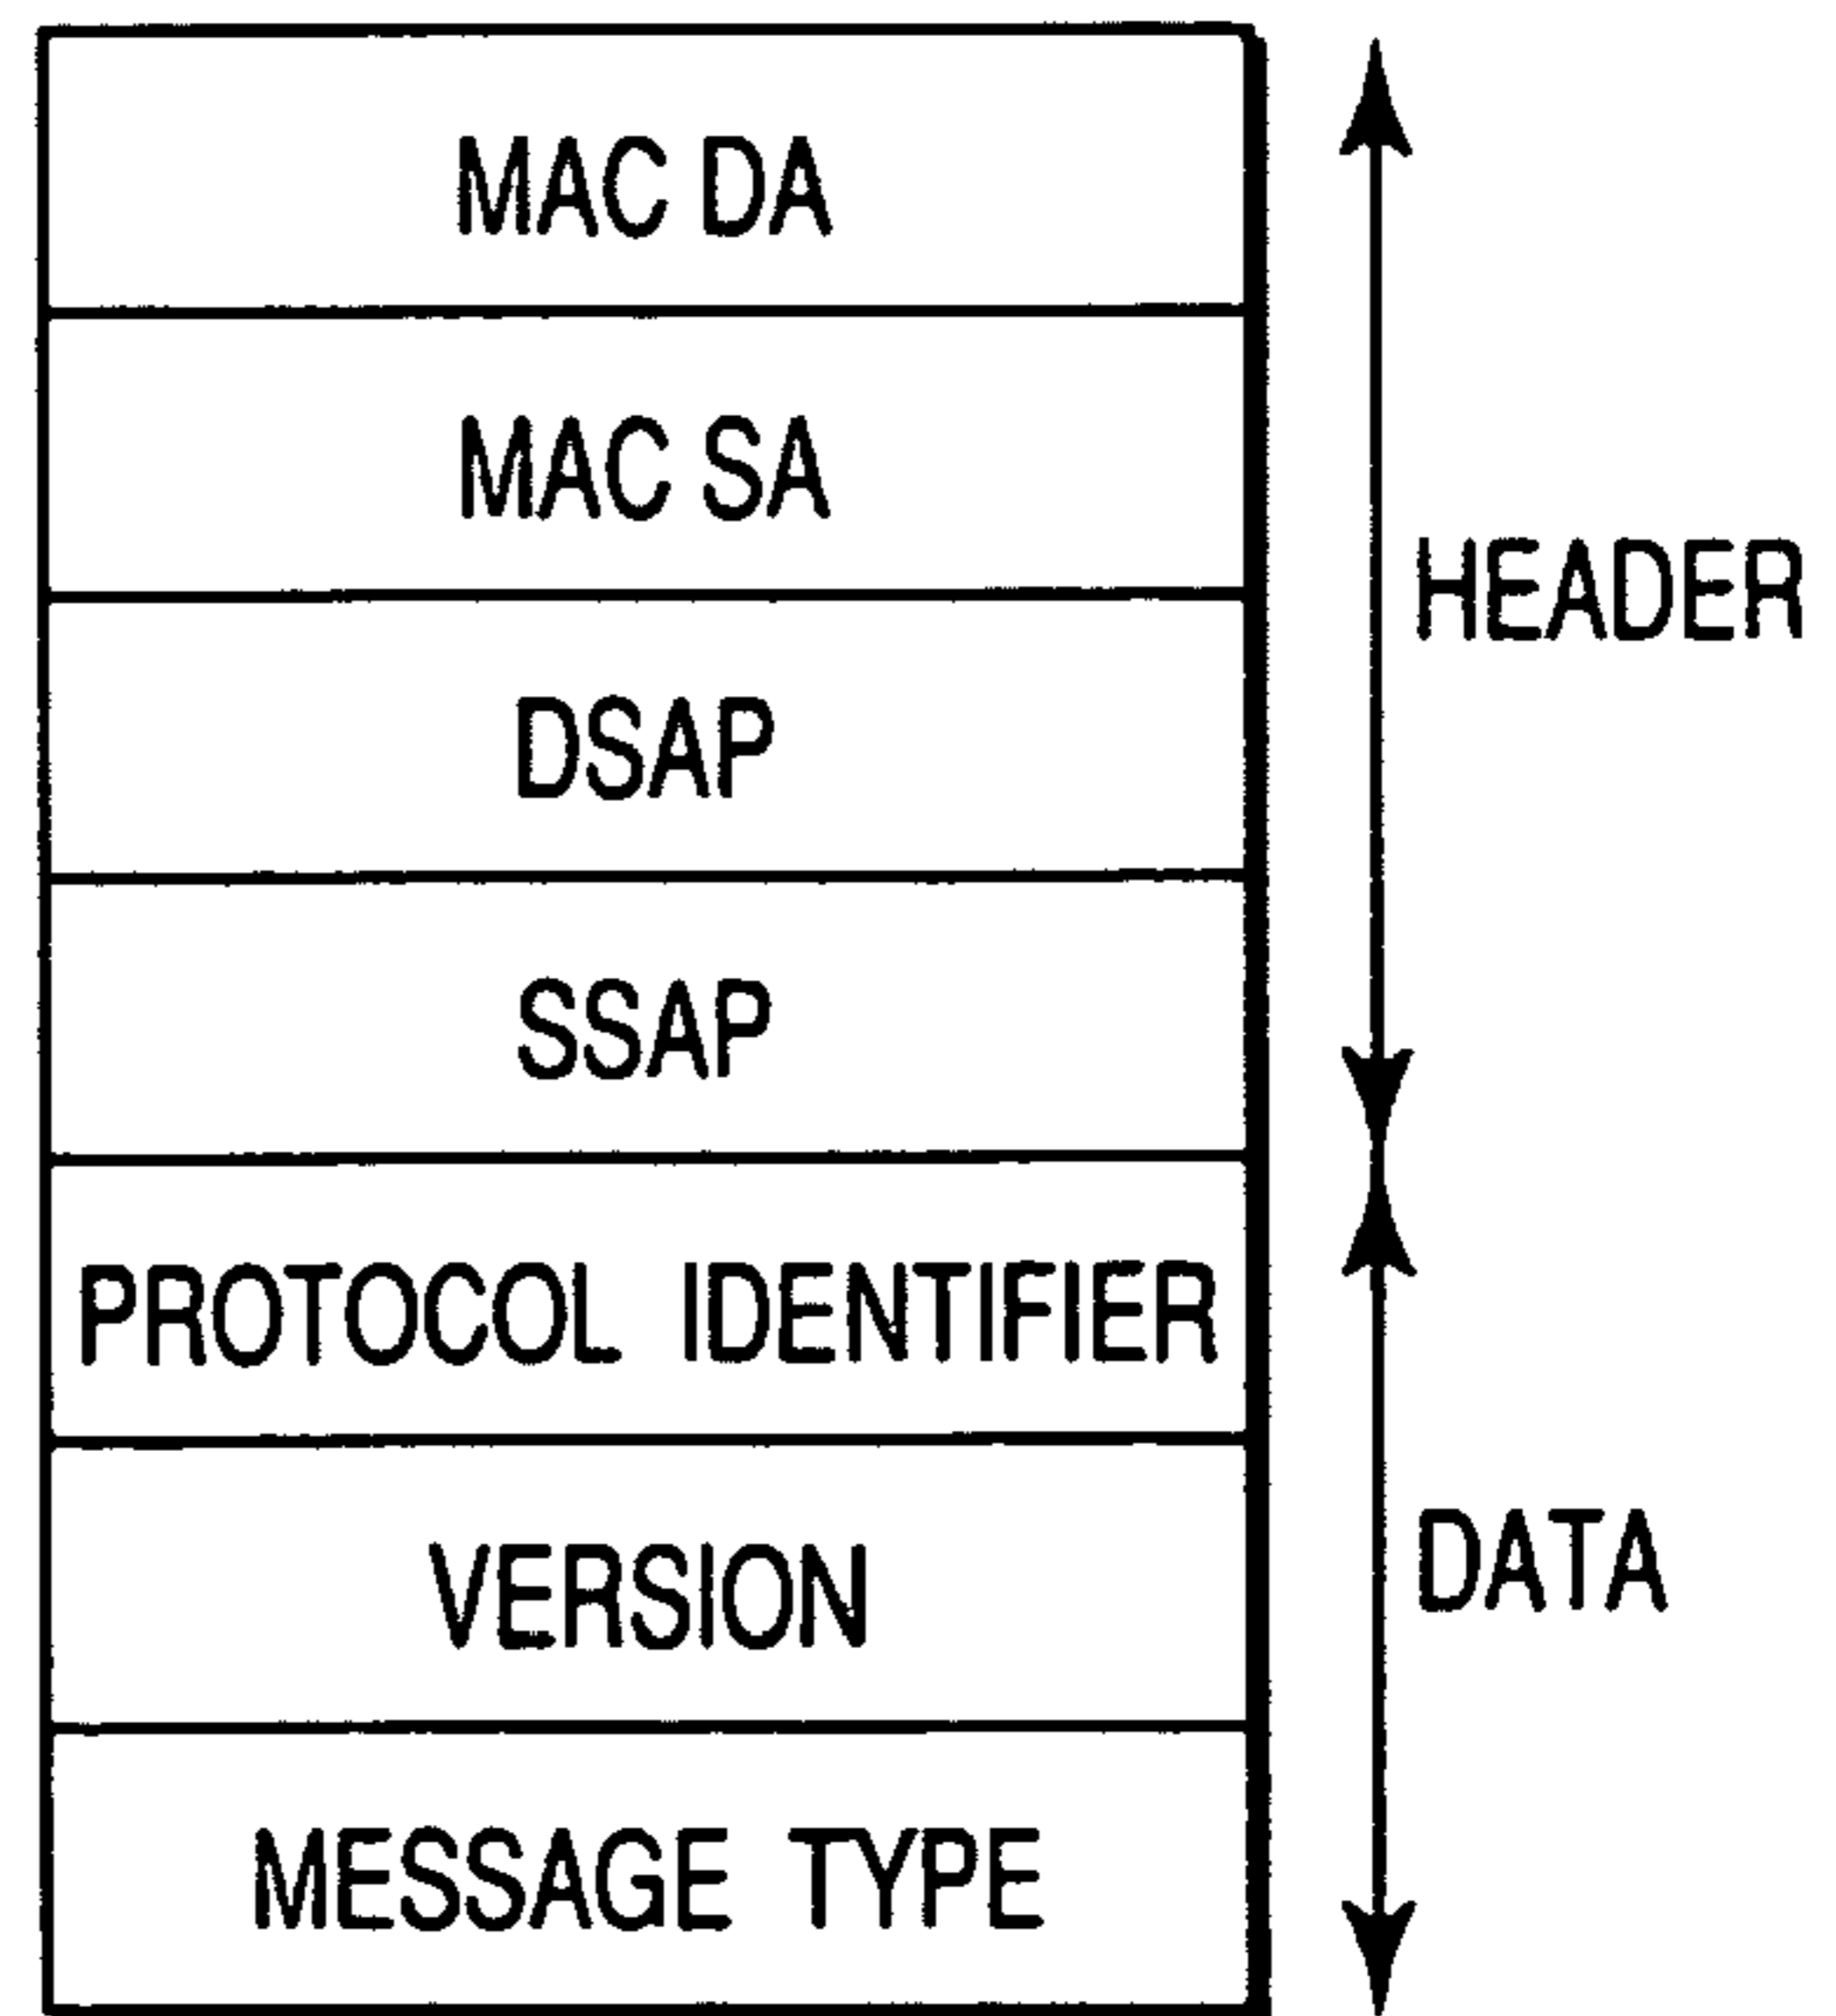 MAC DA
MAC SA
HEADER
DSAP
SSAP
PROTOCOL IDENTIFIER
VERSION
DATA
MESSAGE TYPE